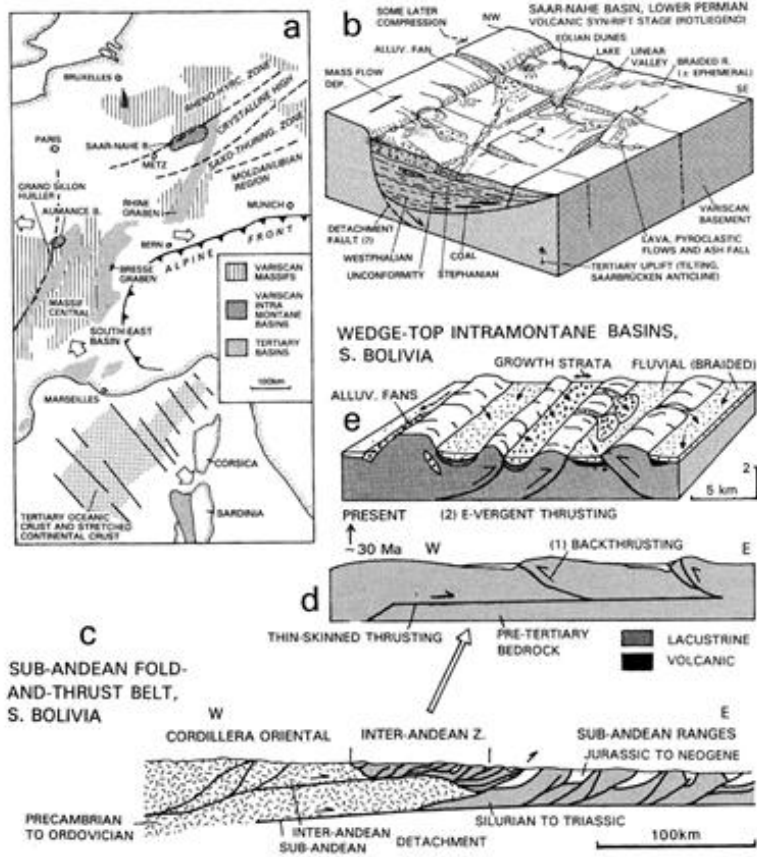 a
BRUXELLES
RHENO-HYRC. ZONE
CRYSTALLINE HIGH
SAXO-THURING. ZONE
MOLDANUBIAN
REGION
PARIS
SAAR-NAHE B.
METZ
GRAND SILLON
HUILLER
AUMANCE B.
RHINE
GRABEN
MUNICH
BERN
ALPINE FRONT
BRESSE
GRABEN
MASSIF
CENTRAL
SOUTH-EAST
BASIN
VARISCAN
MASSIFS
VARISCAN
INTRA
MONTANE
BASINS
TERTIARY
BASINS
100km
MARSEILLES
CORSICA
SARDINIA
TERTIARY OCEANIC
CRUST AND STRETCHED
CONTINENTAL CRUST
b
SAAR-NAHE BASIN, LOWER PERMIAN
VOLCANIC SYN-RIFT STAGE (ROTLIEGEND)
SOME LATER
COMPRESSION
NW
ALLUV. FAN
EOLIAN DUNES
LAKE
LINEAR
VALLEY
BRAIDED R.
(± EPHEMERAL)
SE
MASS FLOW
DEP.
DETACHMENT
FAULT (?)
WESTPHALIAN
UNCONFORMITY
COAL
STEPHANIAN
VARISCAN
BASEMENT
LAVA, PYROCLASTIC
FLOWS AND ASH FALL
TERTIARY UPLIFT (TILTING,
SAARBRÜCKEN ANTICLINE)
WEDGE-TOP INTRAMONTANE BASINS,
S. BOLIVIA
GROWTH STRATA
FLUVIAL (BRAIDED)
ALLUV. FANS
e
2
5 km
PRESENT
(2) E-VERGENT THRUSTING
~30 Ma
W
(1) BACKTHRUSTING
E
d
THIN-SKINNED THRUSTING
PRE-TERTIARY
BEDROCK
LACUSTRINE
VOLCANIC
c
SUB-ANDEAN FOLD-
AND-THRUST BELT,
S. BOLIVIA
W
E
CORDILLERA ORIENTAL
INTER-ANDEAN Z.
SUB-ANDEAN RANGES
JURASSIC TO NEOGENE
PRECAMBRIAN
TO ORDOVICIAN
INTER-ANDEAN
SUB-ANDEAN
DETACHMENT
SILURIAN TO TRIASSIC
100km